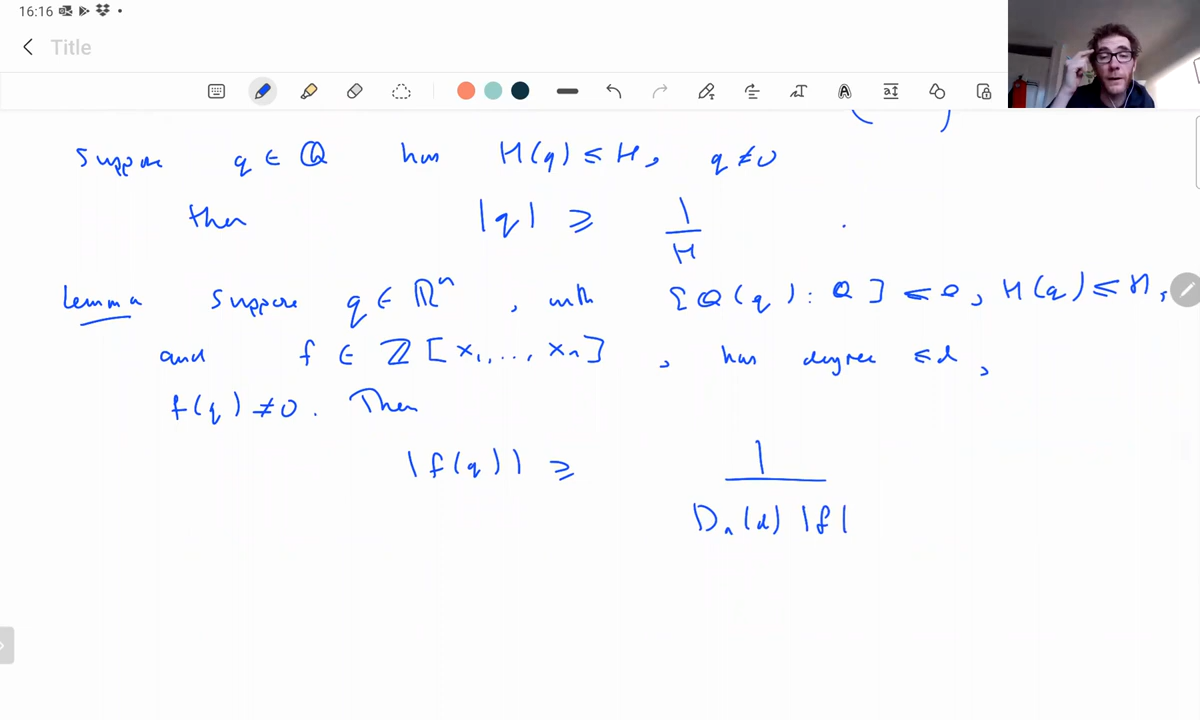 16:16
Title
Suppose q ∈ ℚ has H(q) ≤ H, q ≠ 0
then |q| ≥ 1/H .
Lemma Suppose q ∈ ℝⁿ, with [ℚ(q) : ℚ] ≤ e, H(q) ≤ H,
and f ∈ ℤ[x₁, ..., xₙ], has degree ≤ d,
f(q) ≠ 0. Then
|f(q)| ≥ 1/(Dₙ(d) |f|